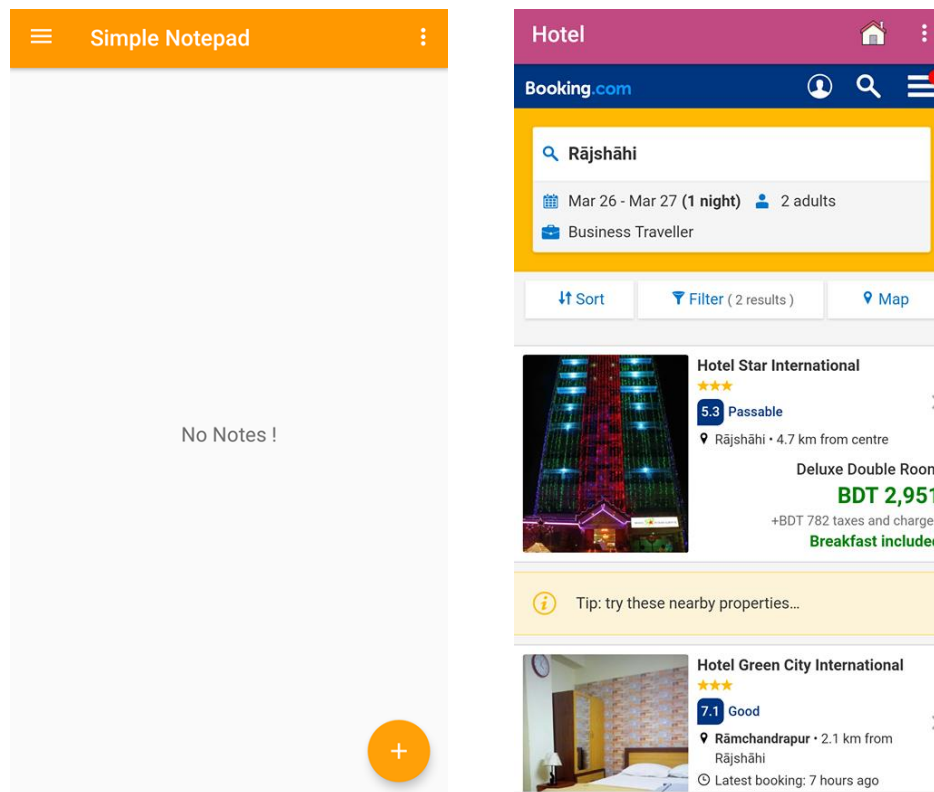 Simple Notepad
No Notes !
Hotel
Booking.com
Rājshāhi
Mar 26 - Mar 27 (1 night) 2 adults
Business Traveller
Sort
Filter ( 2 results )
Map
Hotel Star International
5.3 Passable
Rājshāhi • 4.7 km from centre
Deluxe Double Room
BDT 2,951
+BDT 782 taxes and charge
Breakfast include
Tip: try these nearby properties...
Hotel Green City International
7.1 Good
Rāmchandrapur • 2.1 km from
Rājshāhi
Latest booking: 7 hours ago